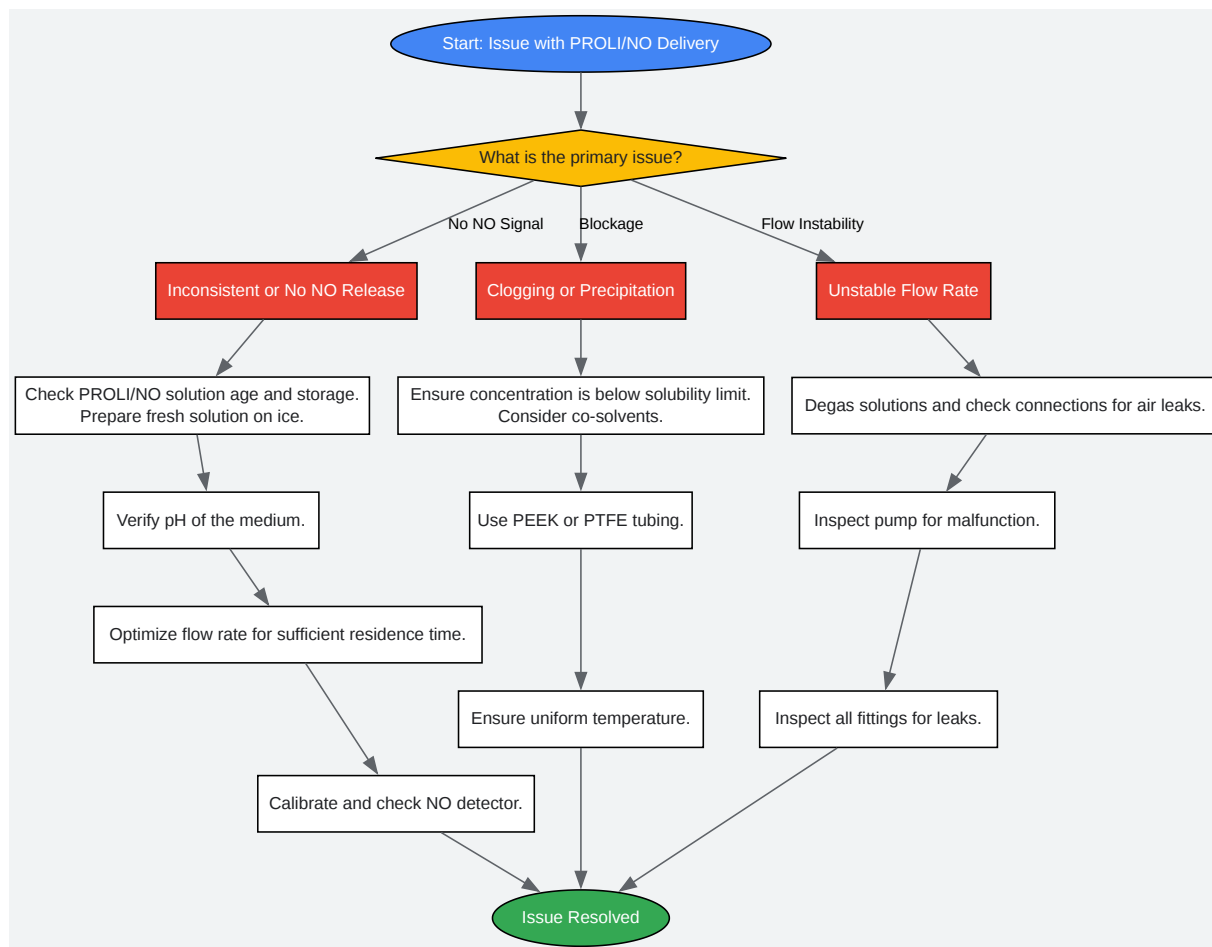 Start: Issue with PROLI/NO Delivery
What is the primary issue?
No NO Signal
Blockage
Flow Instability
Inconsistent or No NO Release
Clogging or Precipitation
Unstable Flow Rate
Check PROLI/NO solution age and storage.
Prepare fresh solution on ice.
Ensure concentration is below solubility limit.
Consider co-solvents.
Degas solutions and check connections for air leaks.
Verify pH of the medium.
Use PEEK or PTFE tubing.
Inspect pump for malfunction.
Optimize flow rate for sufficient residence time.
Ensure uniform temperature.
Inspect all fittings for leaks.
Calibrate and check NO detector.
Issue Resolved